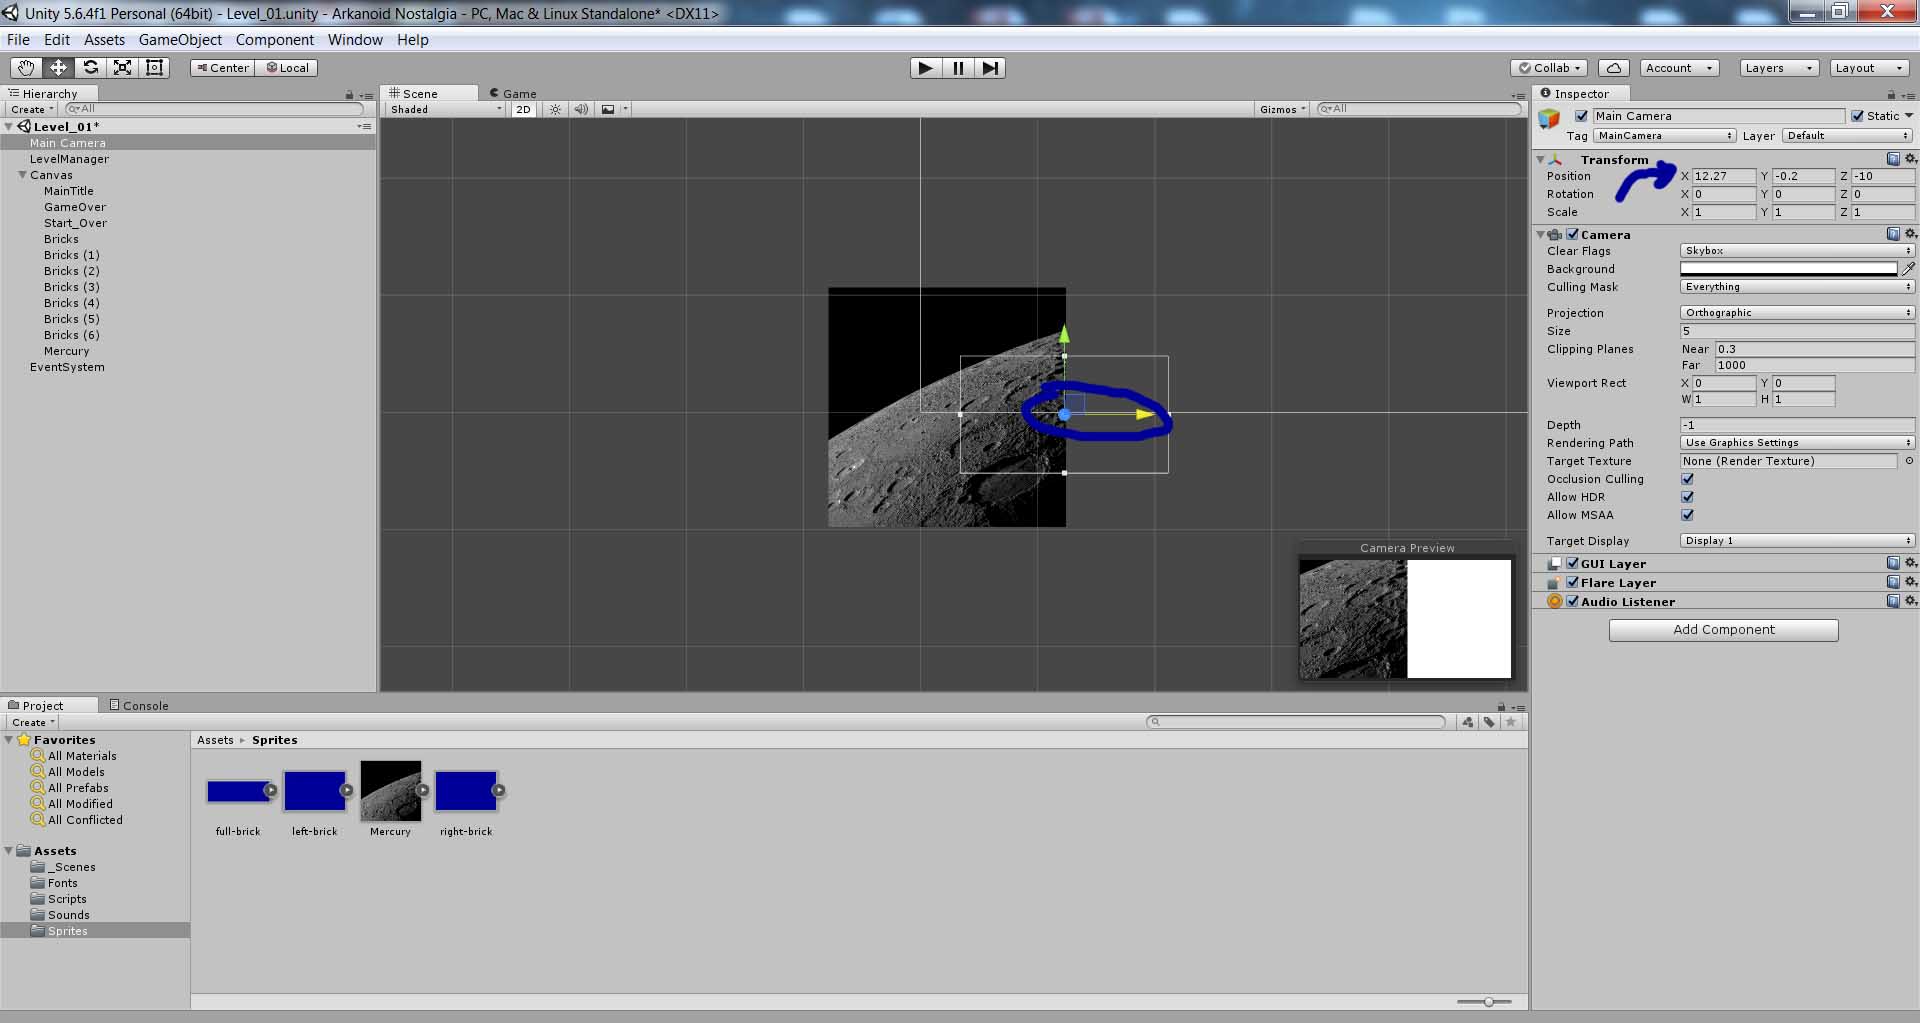 Unity 5.6.4f1 Personal (64bit) - Level_01.unity - Arkanoid Nostalgia - PC, Mac & Linux Standalone* <DX11>
File Edit Assets GameObject Component Window Help
Center Local Collab Account Layers Layout
Hierarchy
Create All
Level_01*
Main Camera
LevelManager
Canvas
MainTitle
GameOver
Start_Over
Bricks
Bricks (1)
Bricks (2)
Bricks (3)
Bricks (4)
Bricks (5)
Bricks (6)
Mercury
EventSystem
Scene Game
Shaded 2D Gizmos All
Camera Preview
Inspector
Main Camera Static
Tag MainCamera Layer Default
Transform
Position X 12.27 Y -0.2 Z -10
Rotation X 0 Y 0 Z 0
Scale X 1 Y 1 Z 1
Camera
Clear Flags Skybox
Background
Culling Mask Everything
Projection Orthographic
Size 5
Clipping Planes Near 0.3
Far 1000
Viewport Rect X 0 Y 0
W 1 H 1
Depth -1
Rendering Path Use Graphics Settings
Target Texture None (Render Texture)
Occlusion Culling
Allow HDR
Allow MSAA
Target Display Display 1
GUI Layer
Flare Layer
Audio Listener
Add Component
Project Console
Create
Favorites
All Materials
All Models
All Prefabs
All Modified
All Conflicted
Assets
_Scenes
Fonts
Scripts
Sounds
Sprites
Assets Sprites
full-brick left-brick Mercury right-brick